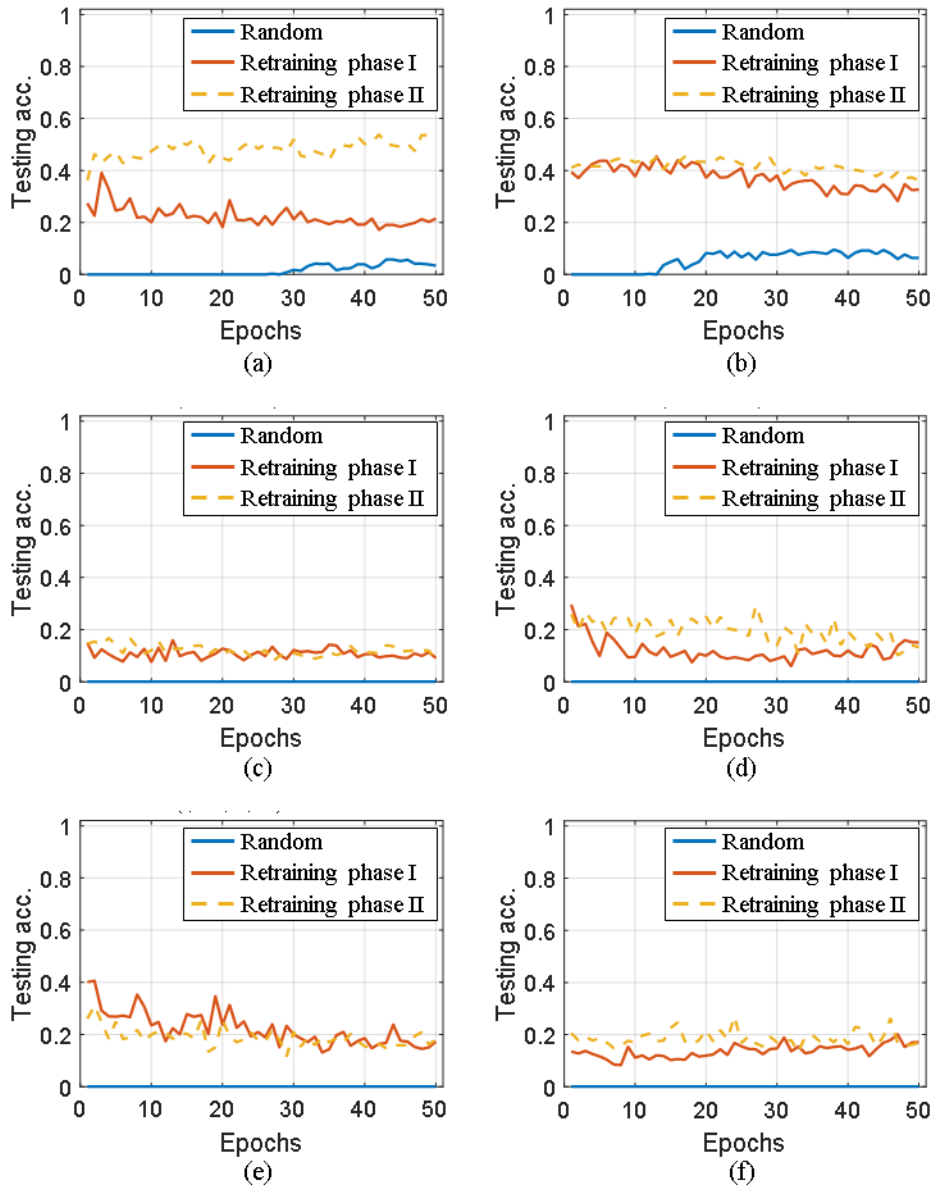 Testing acc.
1
0.8
0.6
0.4
0.2
0
Random
Retraining phase I
Retraining phase II
0 10 20 30 40 50
Epochs
(a)
Testing acc.
1
0.8
0.6
0.4
0.2
0
Random
Retraining phase I
Retraining phase II
0 10 20 30 40 50
Epochs
(b)
Testing acc.
1
0.8
0.6
0.4
0.2
0
Random
Retraining phase I
Retraining phase II
0 10 20 30 40 50
Epochs
(c)
Testing acc.
1
0.8
0.6
0.4
0.2
0
Random
Retraining phase I
Retraining phase II
0 10 20 30 40 50
Epochs
(d)
Testing acc.
1
0.8
0.6
0.4
0.2
0
Random
Retraining phase I
Retraining phase II
0 10 20 30 40 50
Epochs
(e)
Testing acc.
1
0.8
0.6
0.4
0.2
0
Random
Retraining phase I
Retraining phase II
0 10 20 30 40 50
Epochs
(f)